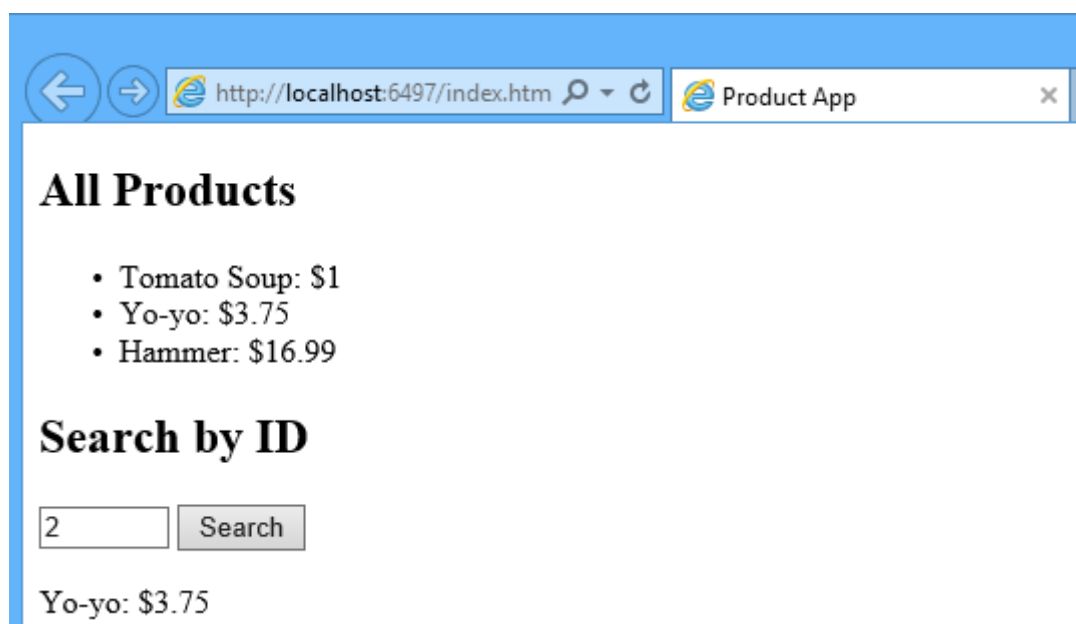 http://localhost:6497/index.htm
Product App
All Products
• Tomato Soup: $1
• Yo-yo: $3.75
• Hammer: $16.99
Search by ID
2 Search
Yo-yo: $3.75